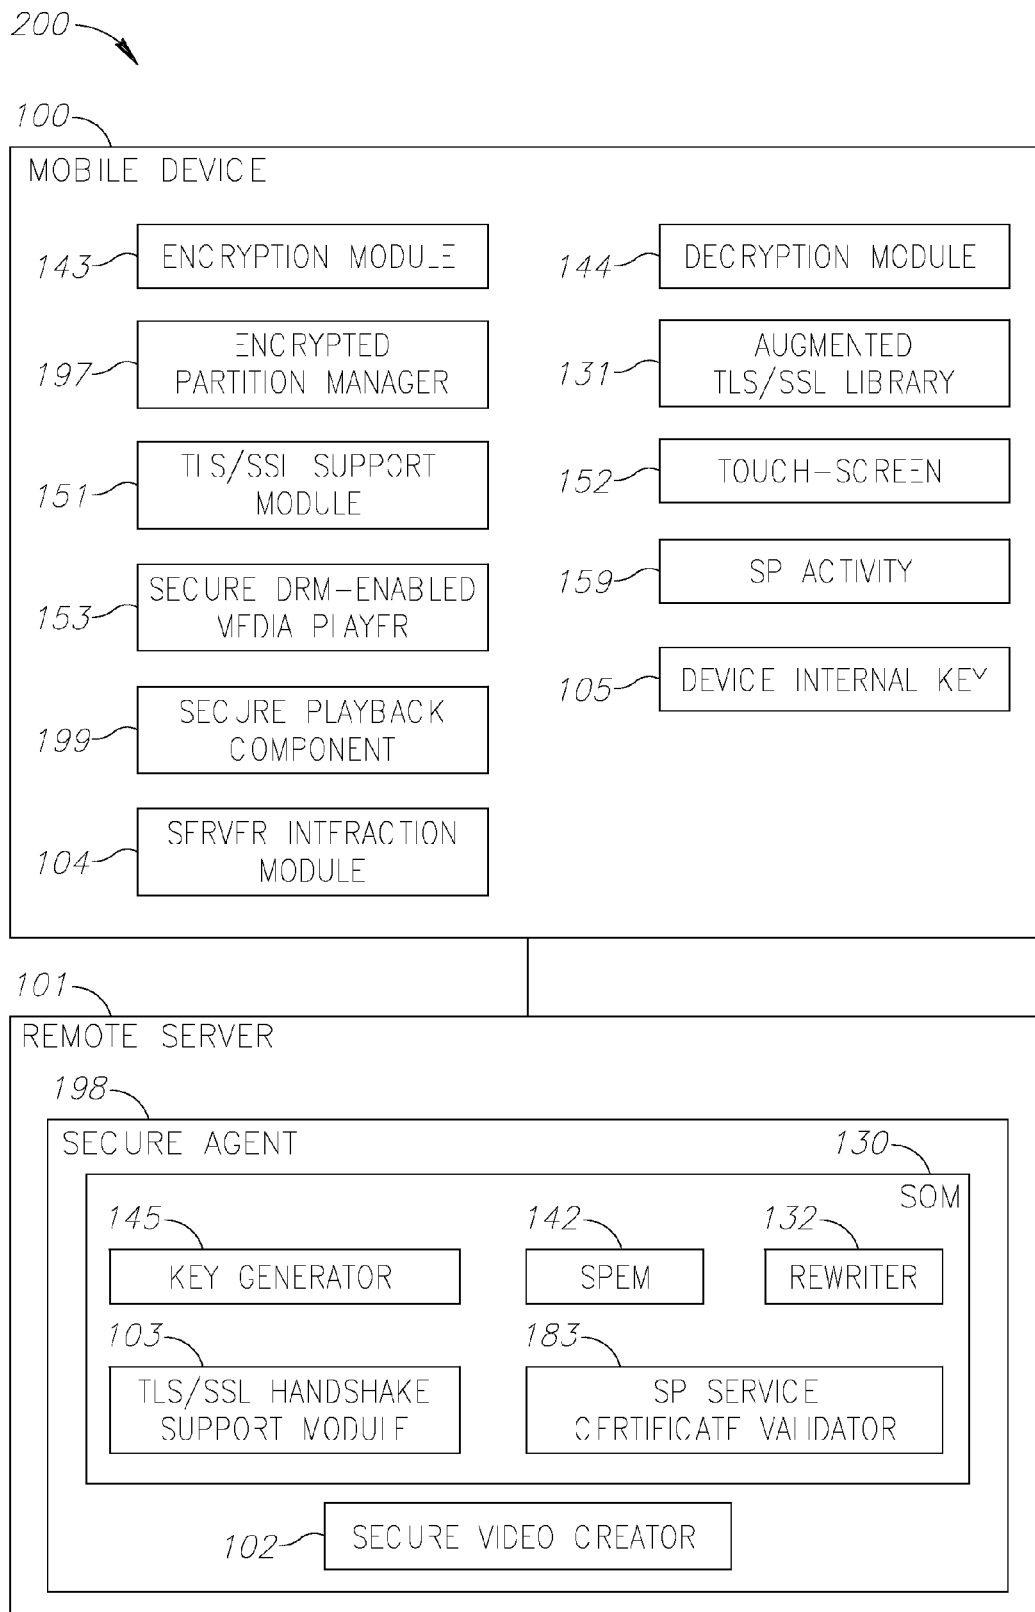 200
100
MOBILE DEVICE
143
ENCRYPTION MODULE
144
DECRYPTION MODULE
197
ENCRYPTED
PARTITION MANAGER
131
AUGMENTED
TLS/SSL LIBRARY
151
TLS/SSL SUPPORT
MODULE
152
TOUCH-SCREEN
153
SECURE DRM-ENABLED
MEDIA PLAYER
159
SP ACTIVITY
199
SECURE PLAYBACK
COMPONENT
105
DEVICE INTERNAL KEY
104
SERVER INTERACTION
MODULE
101
REMOTE SERVER
198
SECURE AGENT
130
SOM
145
KEY GENERATOR
142
SPEM
132
REWRITER
103
TLS/SSL HANDSHAKE
SUPPORT MODULE
183
SP SERVICE
CERTIFICATE VALIDATOR
102
SECURE VIDEO CREATOR